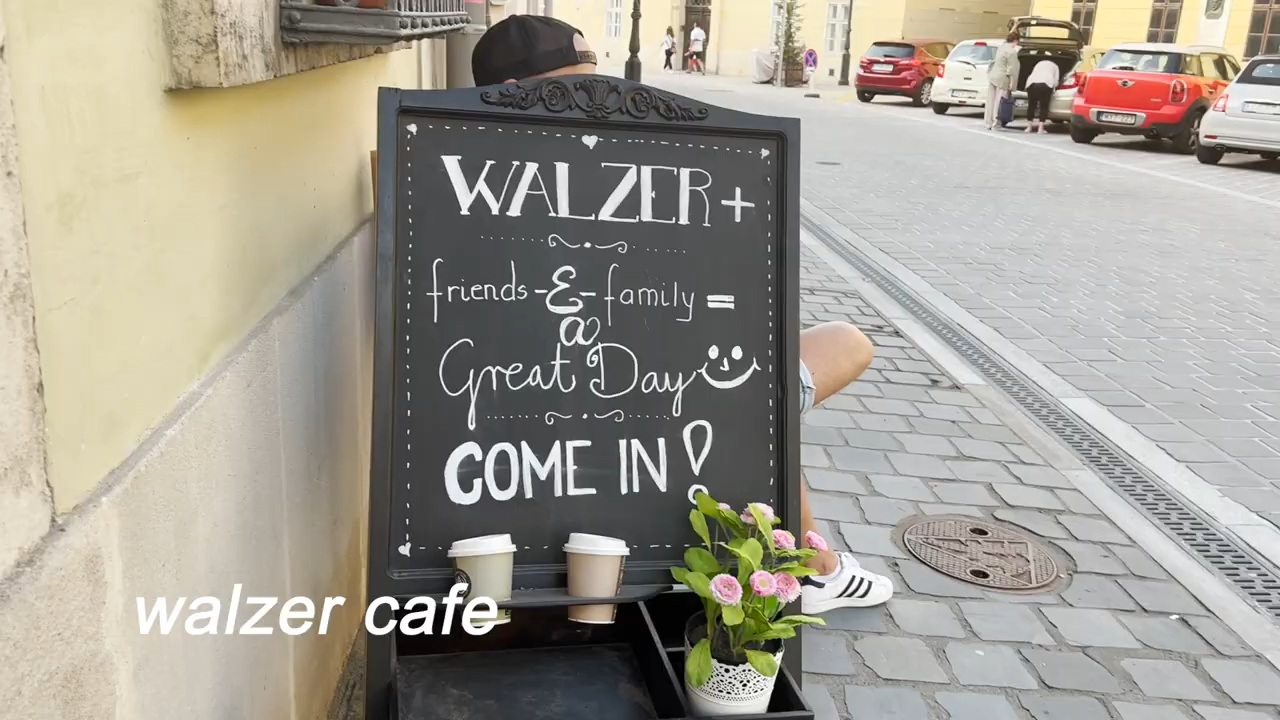 WALZER +
friends - & - family =
a
Great Day
COME IN!
walzer cafe